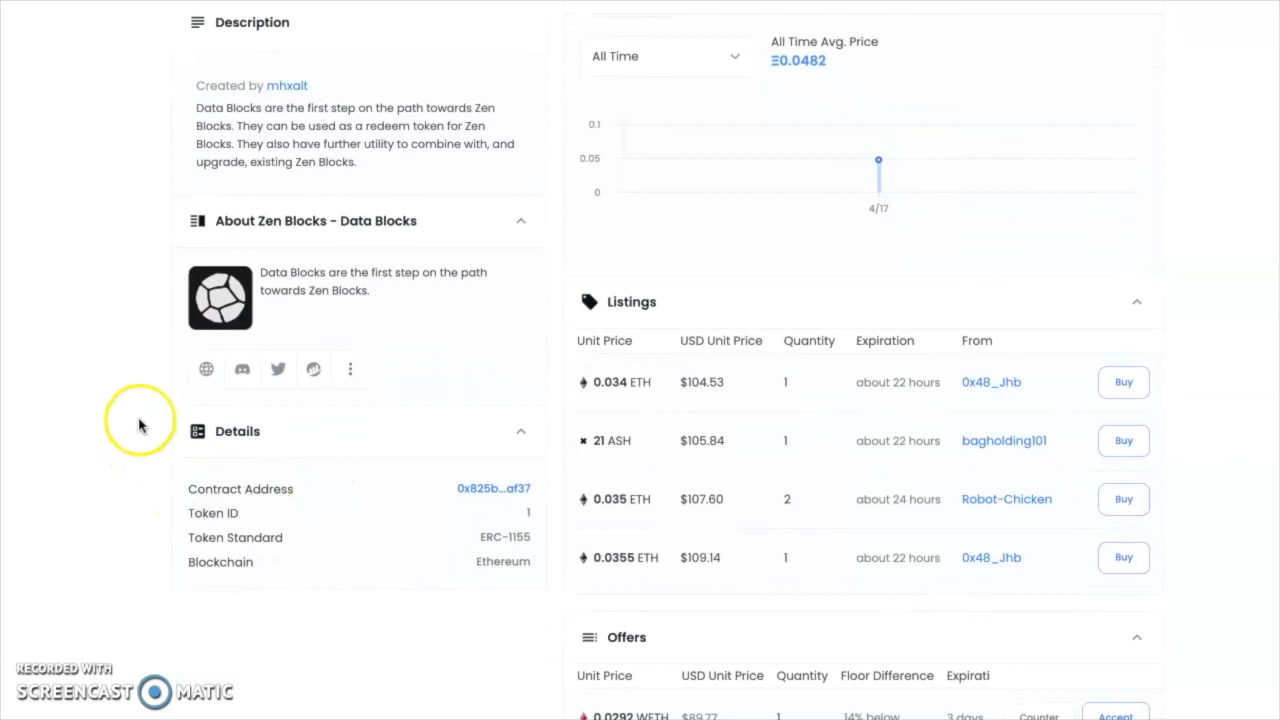 Description
Created by mhxalt
Data Blocks are the first step on the path towards Zen
Blocks. They can be used as a redeem token for Zen
Blocks. They also have further utility to combine with, and
upgrade, existing Zen Blocks.
About Zen Blocks - Data Blocks
Data Blocks are the first step on the path
towards Zen Blocks.
Details
Contract Address 0x825b...af37
Token ID 1
Token Standard ERC-1155
Blockchain Ethereum
All Time
All Time Avg. Price
Ξ0.0482
0.1
0.05
0
4/17
Listings
Unit Price USD Unit Price Quantity Expiration From
0.034 ETH $104.53 1 about 22 hours 0x48_Jhb Buy
21 ASH $105.84 1 about 22 hours bagholding101 Buy
0.035 ETH $107.60 2 about 24 hours Robot-Chicken Buy
0.0355 ETH $109.14 1 about 22 hours 0x48_Jhb Buy
Offers
Unit Price USD Unit Price Quantity Floor Difference Expirati
0.0292 WETH $89.77 1 14% below 3 days Counter Accept
RECORDED WITH
SCREENCAST MATIC